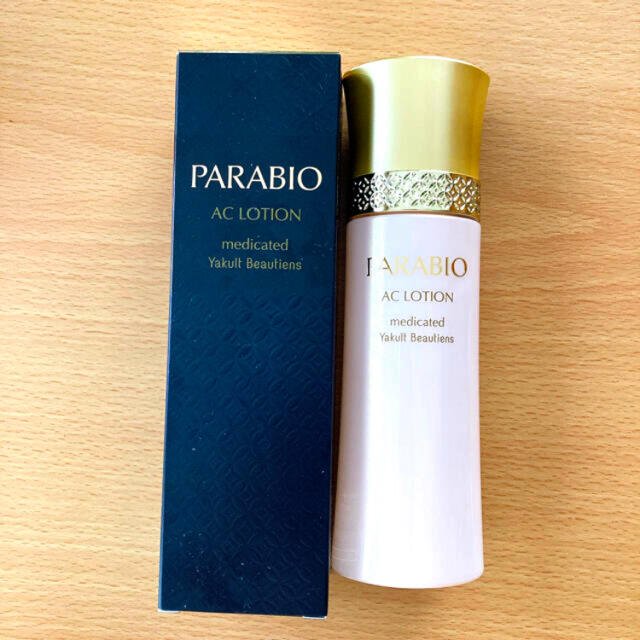 PARABIO
AC LOTION
medicated
Yakult Beautiens
PARABIO
AC LOTION
medicated
Yakult Beautiens